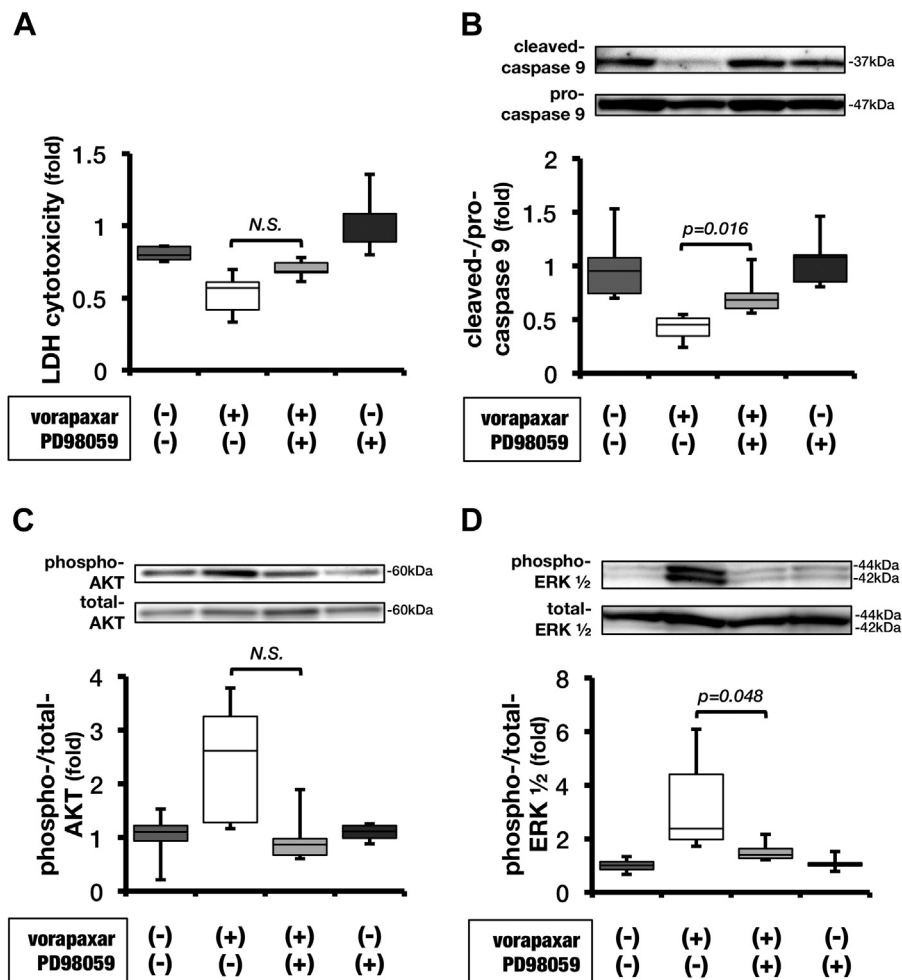 A
LDH cytotoxicity (fold)
1.5
1
0.5
0
N.S.
vorapaxar (-) (+) (+) (-)
PD98059 (-) (-) (+) (+)
B
cleaved-
caspase 9
-37kDa
pro-
caspase 9
-47kDa
cleaved-/pro-
caspase 9 (fold)
2
1.5
1
0.5
0
p=0.016
vorapaxar (-) (+) (+) (-)
PD98059 (-) (-) (+) (+)
C
phospho-
AKT
-60kDa
total-
AKT
-60kDa
phospho-/total-
AKT (fold)
4
3
2
1
0
N.S.
vorapaxar (-) (+) (+) (-)
PD98059 (-) (-) (+) (+)
D
phospho-
ERK ½
-44kDa
-42kDa
total-
ERK ½
-44kDa
-42kDa
phospho-/total-
ERK ½ (fold)
8
6
4
2
0
p=0.048
vorapaxar (-) (+) (+) (-)
PD98059 (-) (-) (+) (+)